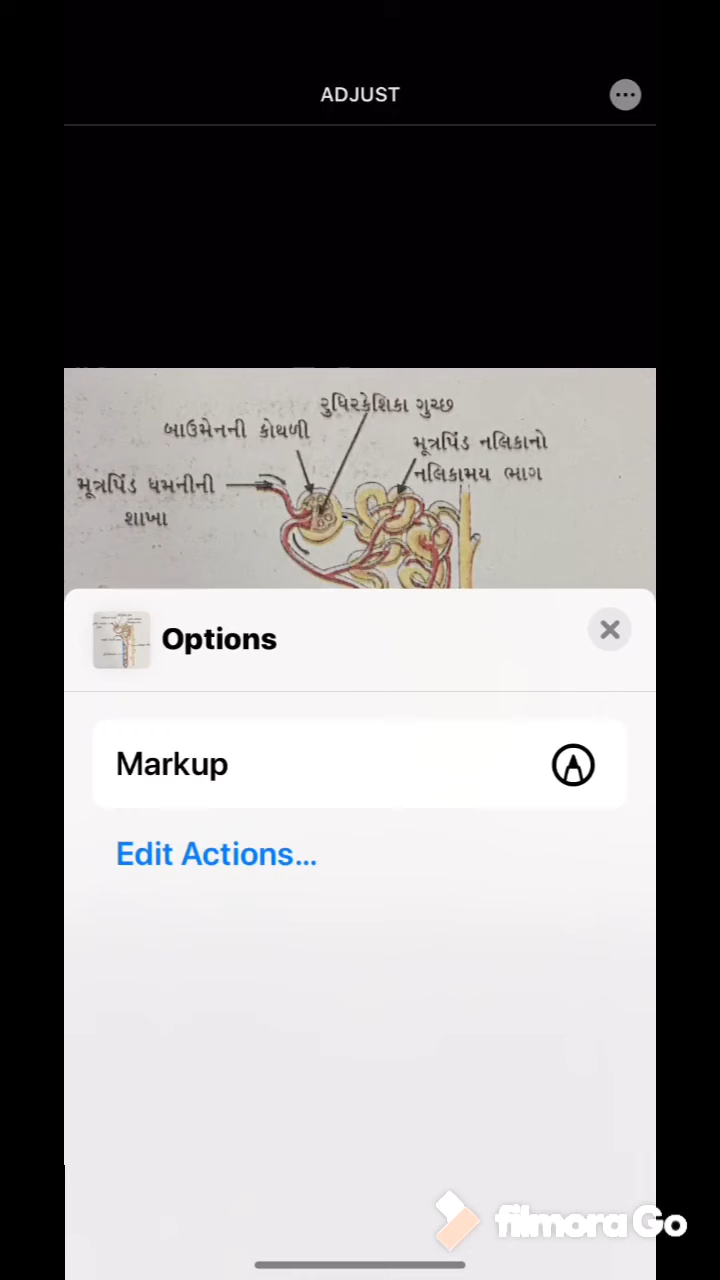 ADJUST
રુધિરકેશિકા ગુચ્છ
બાઉમેનની કોથળી
મૂત્રપિંડ નલિકાનો
નલિકામય ભાગ
મૂત્રપિંડ ધમનીની
શાખા
Options
Markup
Edit Actions...
filmora Go